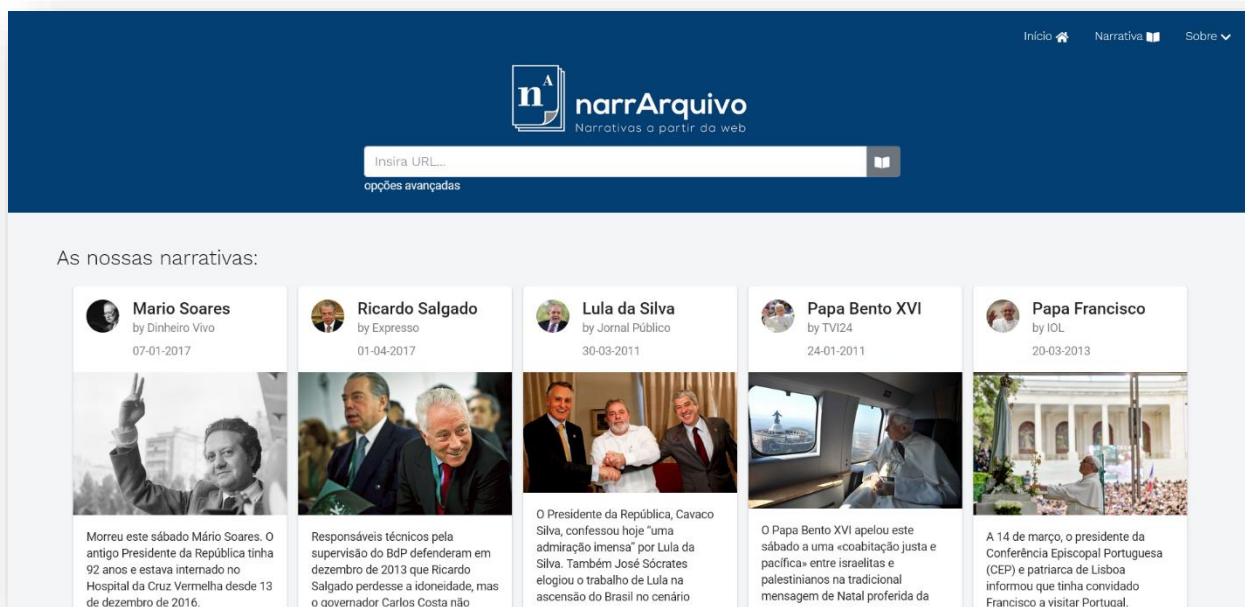 Início
Narrativa
Sobre
n A
narrArquivo
Narrativas a partir da web
Insira URL...
opções avançadas
As nossas narrativas:
Mario Soares
by Dinheiro Vivo
07-01-2017
Morreu este sábado Mário Soares. O
antigo Presidente da República tinha
92 anos e estava internado no
Hospital da Cruz Vermelha desde 13
de dezembro de 2016.
Ricardo Salgado
by Expresso
01-04-2017
Responsáveis técnicos pela
supervisão do BdP defenderam em
dezembro de 2013 que Ricardo
Salgado perdesse a idoneidade, mas
o governador Carlos Costa não
Lula da Silva
by Jornal Público
30-03-2011
O Presidente da República, Cavaco
Silva, confessou hoje "uma
admiração imensa" por Lula da
Silva. Também José Sócrates
elogiou o trabalho de Lula na
ascensão do Brasil no cenário
Papa Bento XVI
by TVI24
24-01-2011
O Papa Bento XVI apelou este
sábado a uma «coabitação justa e
pacífica» entre israelitas e
palestinianos na tradicional
mensagem de Natal proferida da
Papa Francisco
by IOL
20-03-2013
A 14 de março, o presidente da
Conferência Episcopal Portuguesa
(CEP) e patriarca de Lisboa
informou que tinha convidado
Francisco a visitar Portugal.